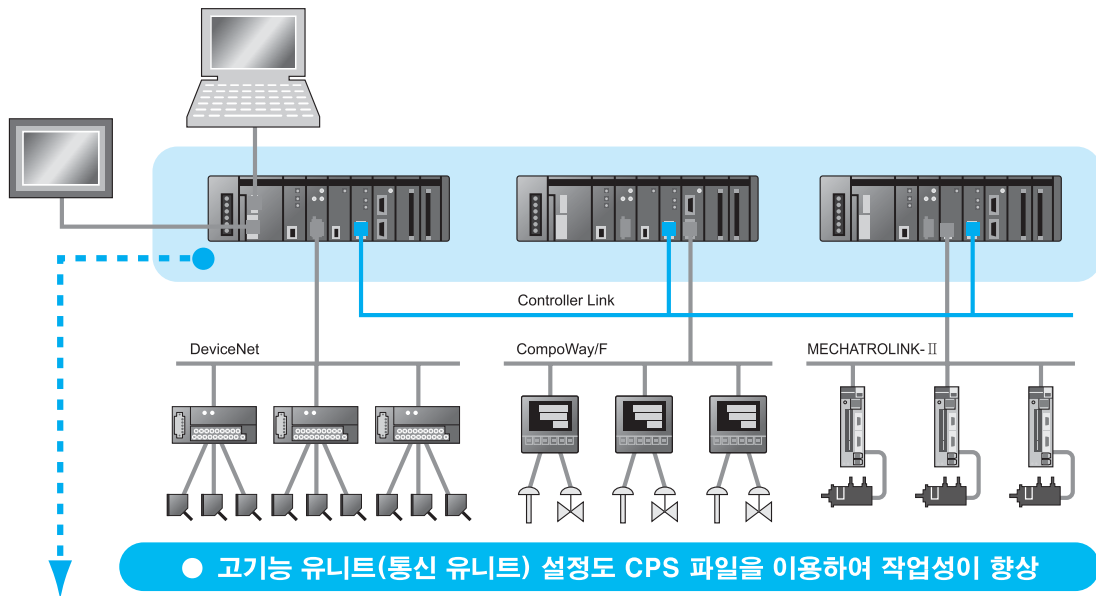 Controller Link
DeviceNet
CompoWay/F
MECHATROLINK-Ⅱ
● 고기능 유니트(통신 유니트) 설정도 CPS 파일을 이용하여 작업성이 향상